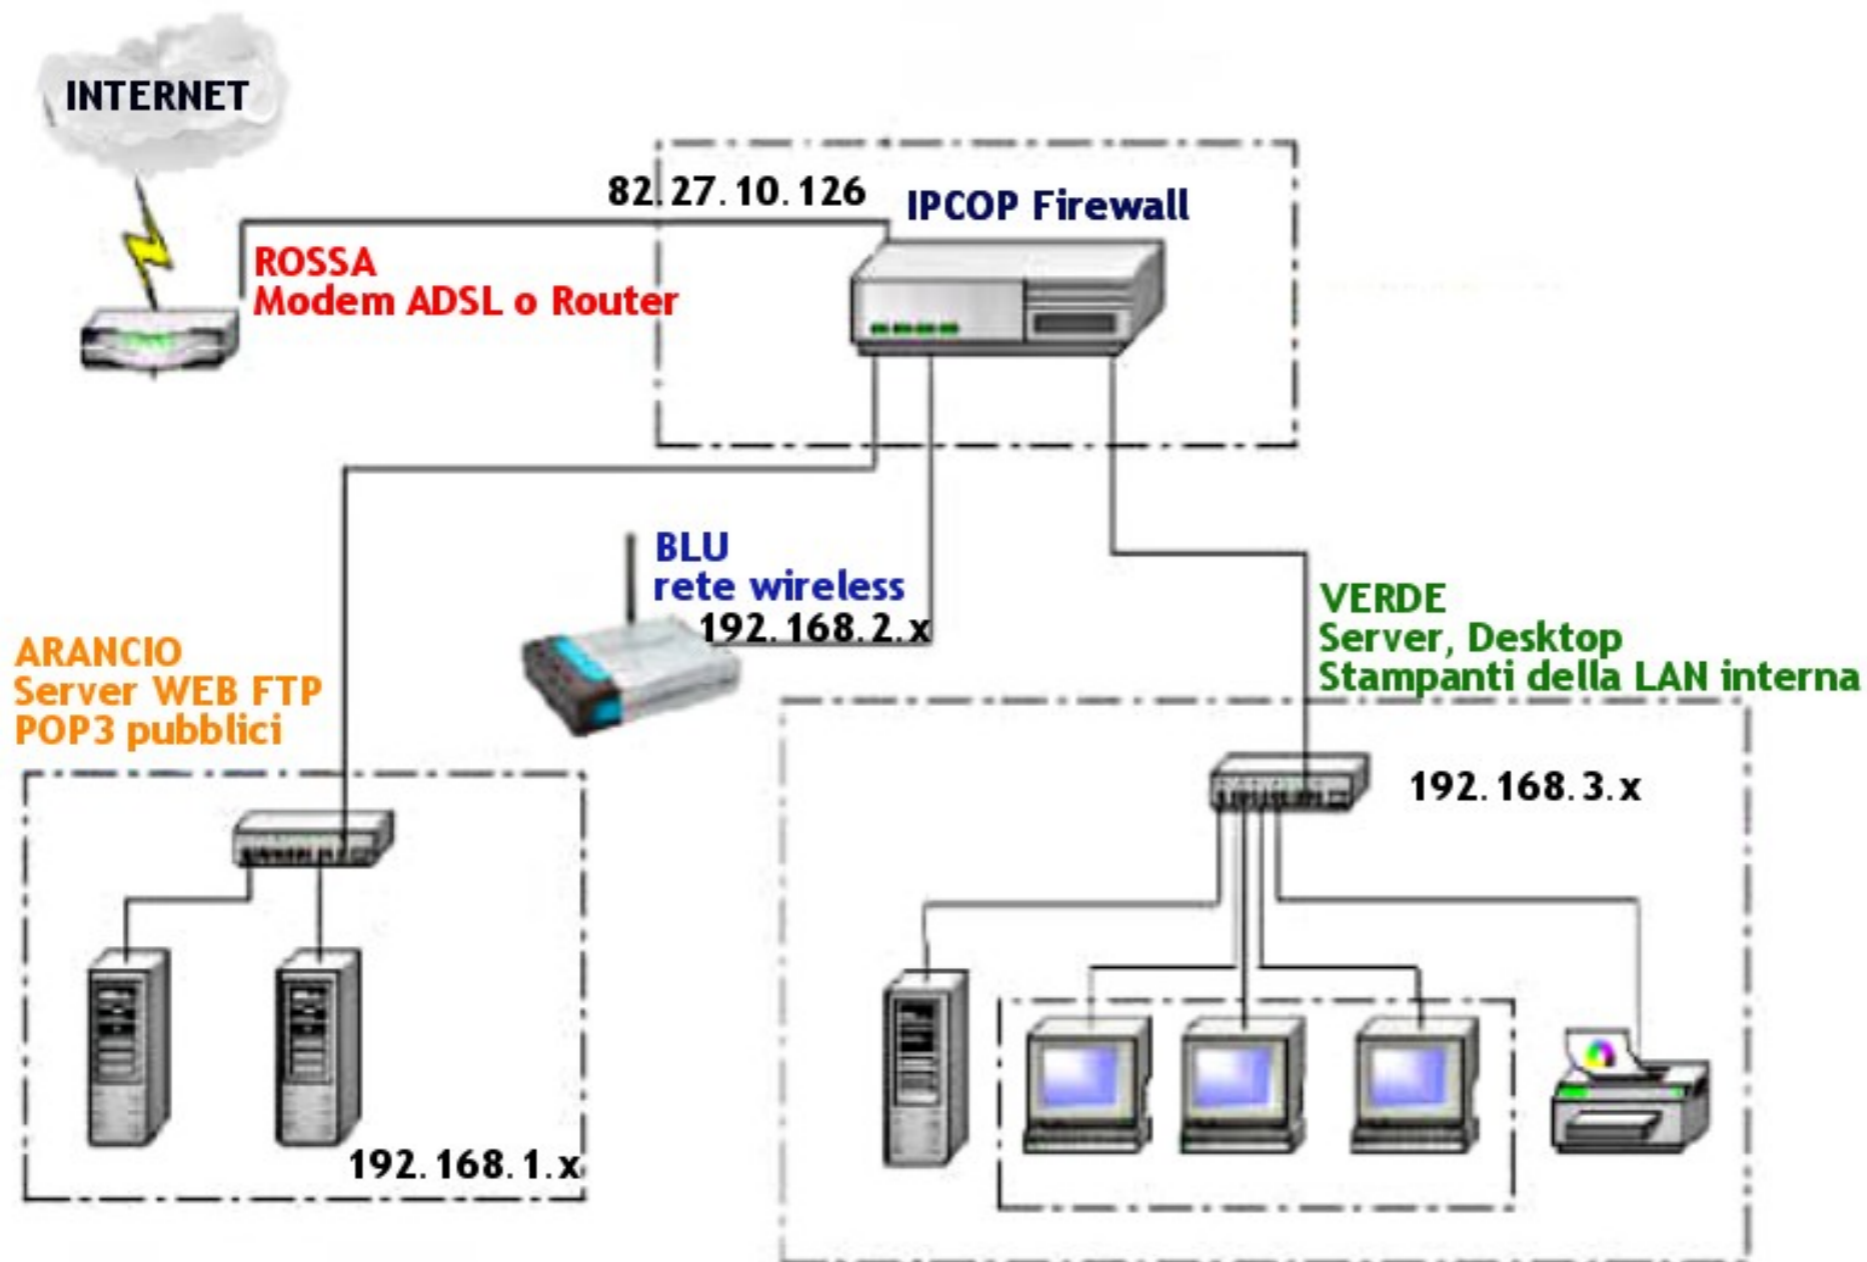 INTERNET
82.27.10.126
IPCOP Firewall
ROSSA
Modem ADSL o Router
BLU
rete wireless
192.168.2.x
VERDE
Server, Desktop
Stampanti della LAN interna
ARANCIO
Server WEB FTP
POP3 pubblici
192.168.3.x
192.168.1.x